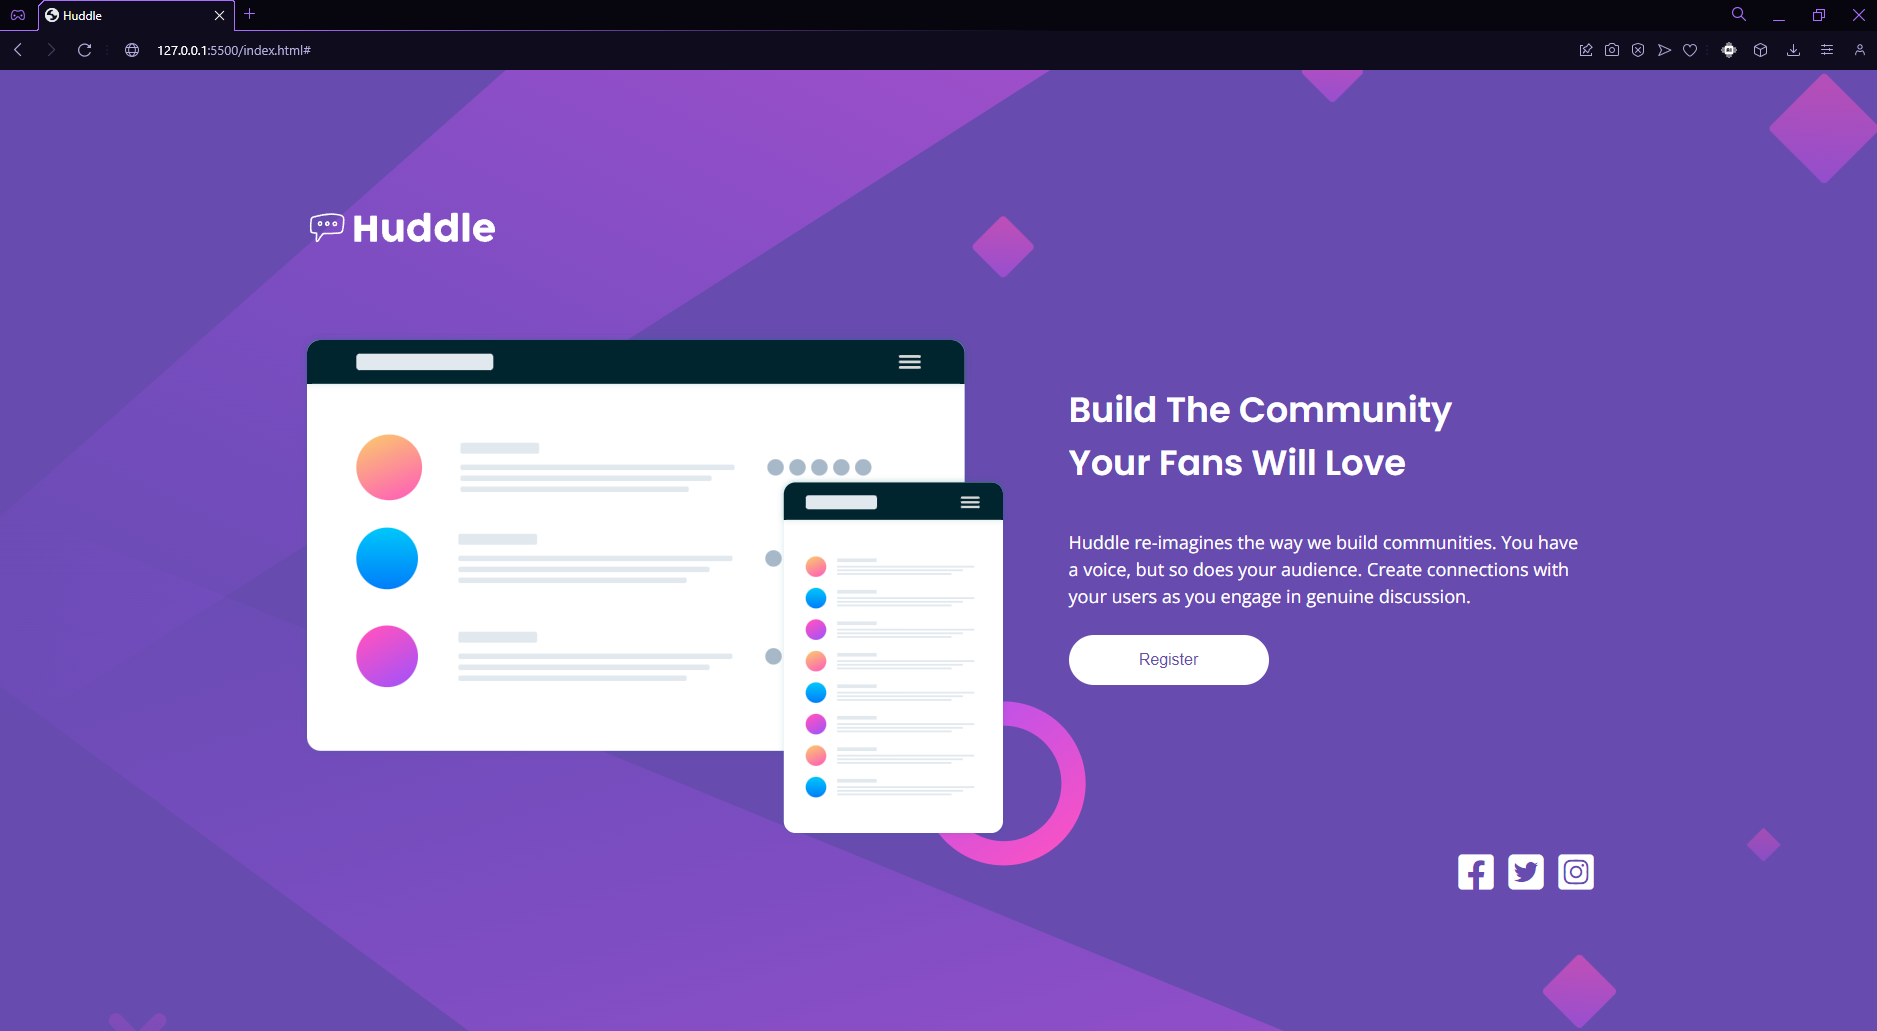 Huddle
127.0.0.1:5500/index.html#
Huddle
Build The Community
Your Fans Will Love
Huddle re-imagines the way we build communities. You have
a voice, but so does your audience. Create connections with
your users as you engage in genuine discussion.
Register